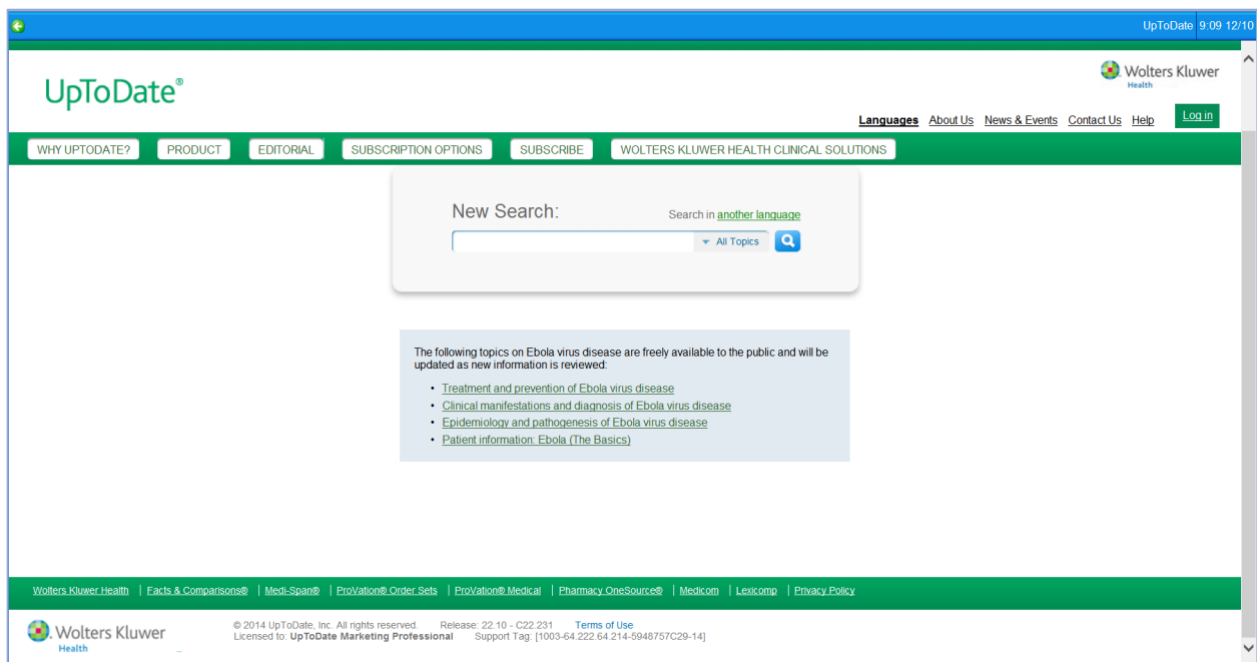 UpToDate 9:09 12/10
Wolters Kluwer
Health
UpToDate®
Languages About Us News & Events Contact Us Help Log in
WHY UPTODATE? PRODUCT EDITORIAL SUBSCRIPTION OPTIONS SUBSCRIBE WOLTERS KLUWER HEALTH CLINICAL SOLUTIONS
New Search: Search in another language
All Topics
The following topics on Ebola virus disease are freely available to the public and will be
updated as new information is reviewed:
• Treatment and prevention of Ebola virus disease
• Clinical manifestations and diagnosis of Ebola virus disease
• Epidemiology and pathogenesis of Ebola virus disease
• Patient information: Ebola (The Basics)
Wolters Kluwer Health | Facts & Comparisons® | Medi-Span® | ProVation® Order Sets | ProVation® Medical | Pharmacy OneSource® | Medicom | Lexicomp | Privacy Policy
Wolters Kluwer
Health
© 2014 UpToDate, Inc. All rights reserved. Release: 22.10 - C22.231 Terms of Use
Licensed to: UpToDate Marketing Professional Support Tag: [1003-64.222.64.214-5948757C29-14]